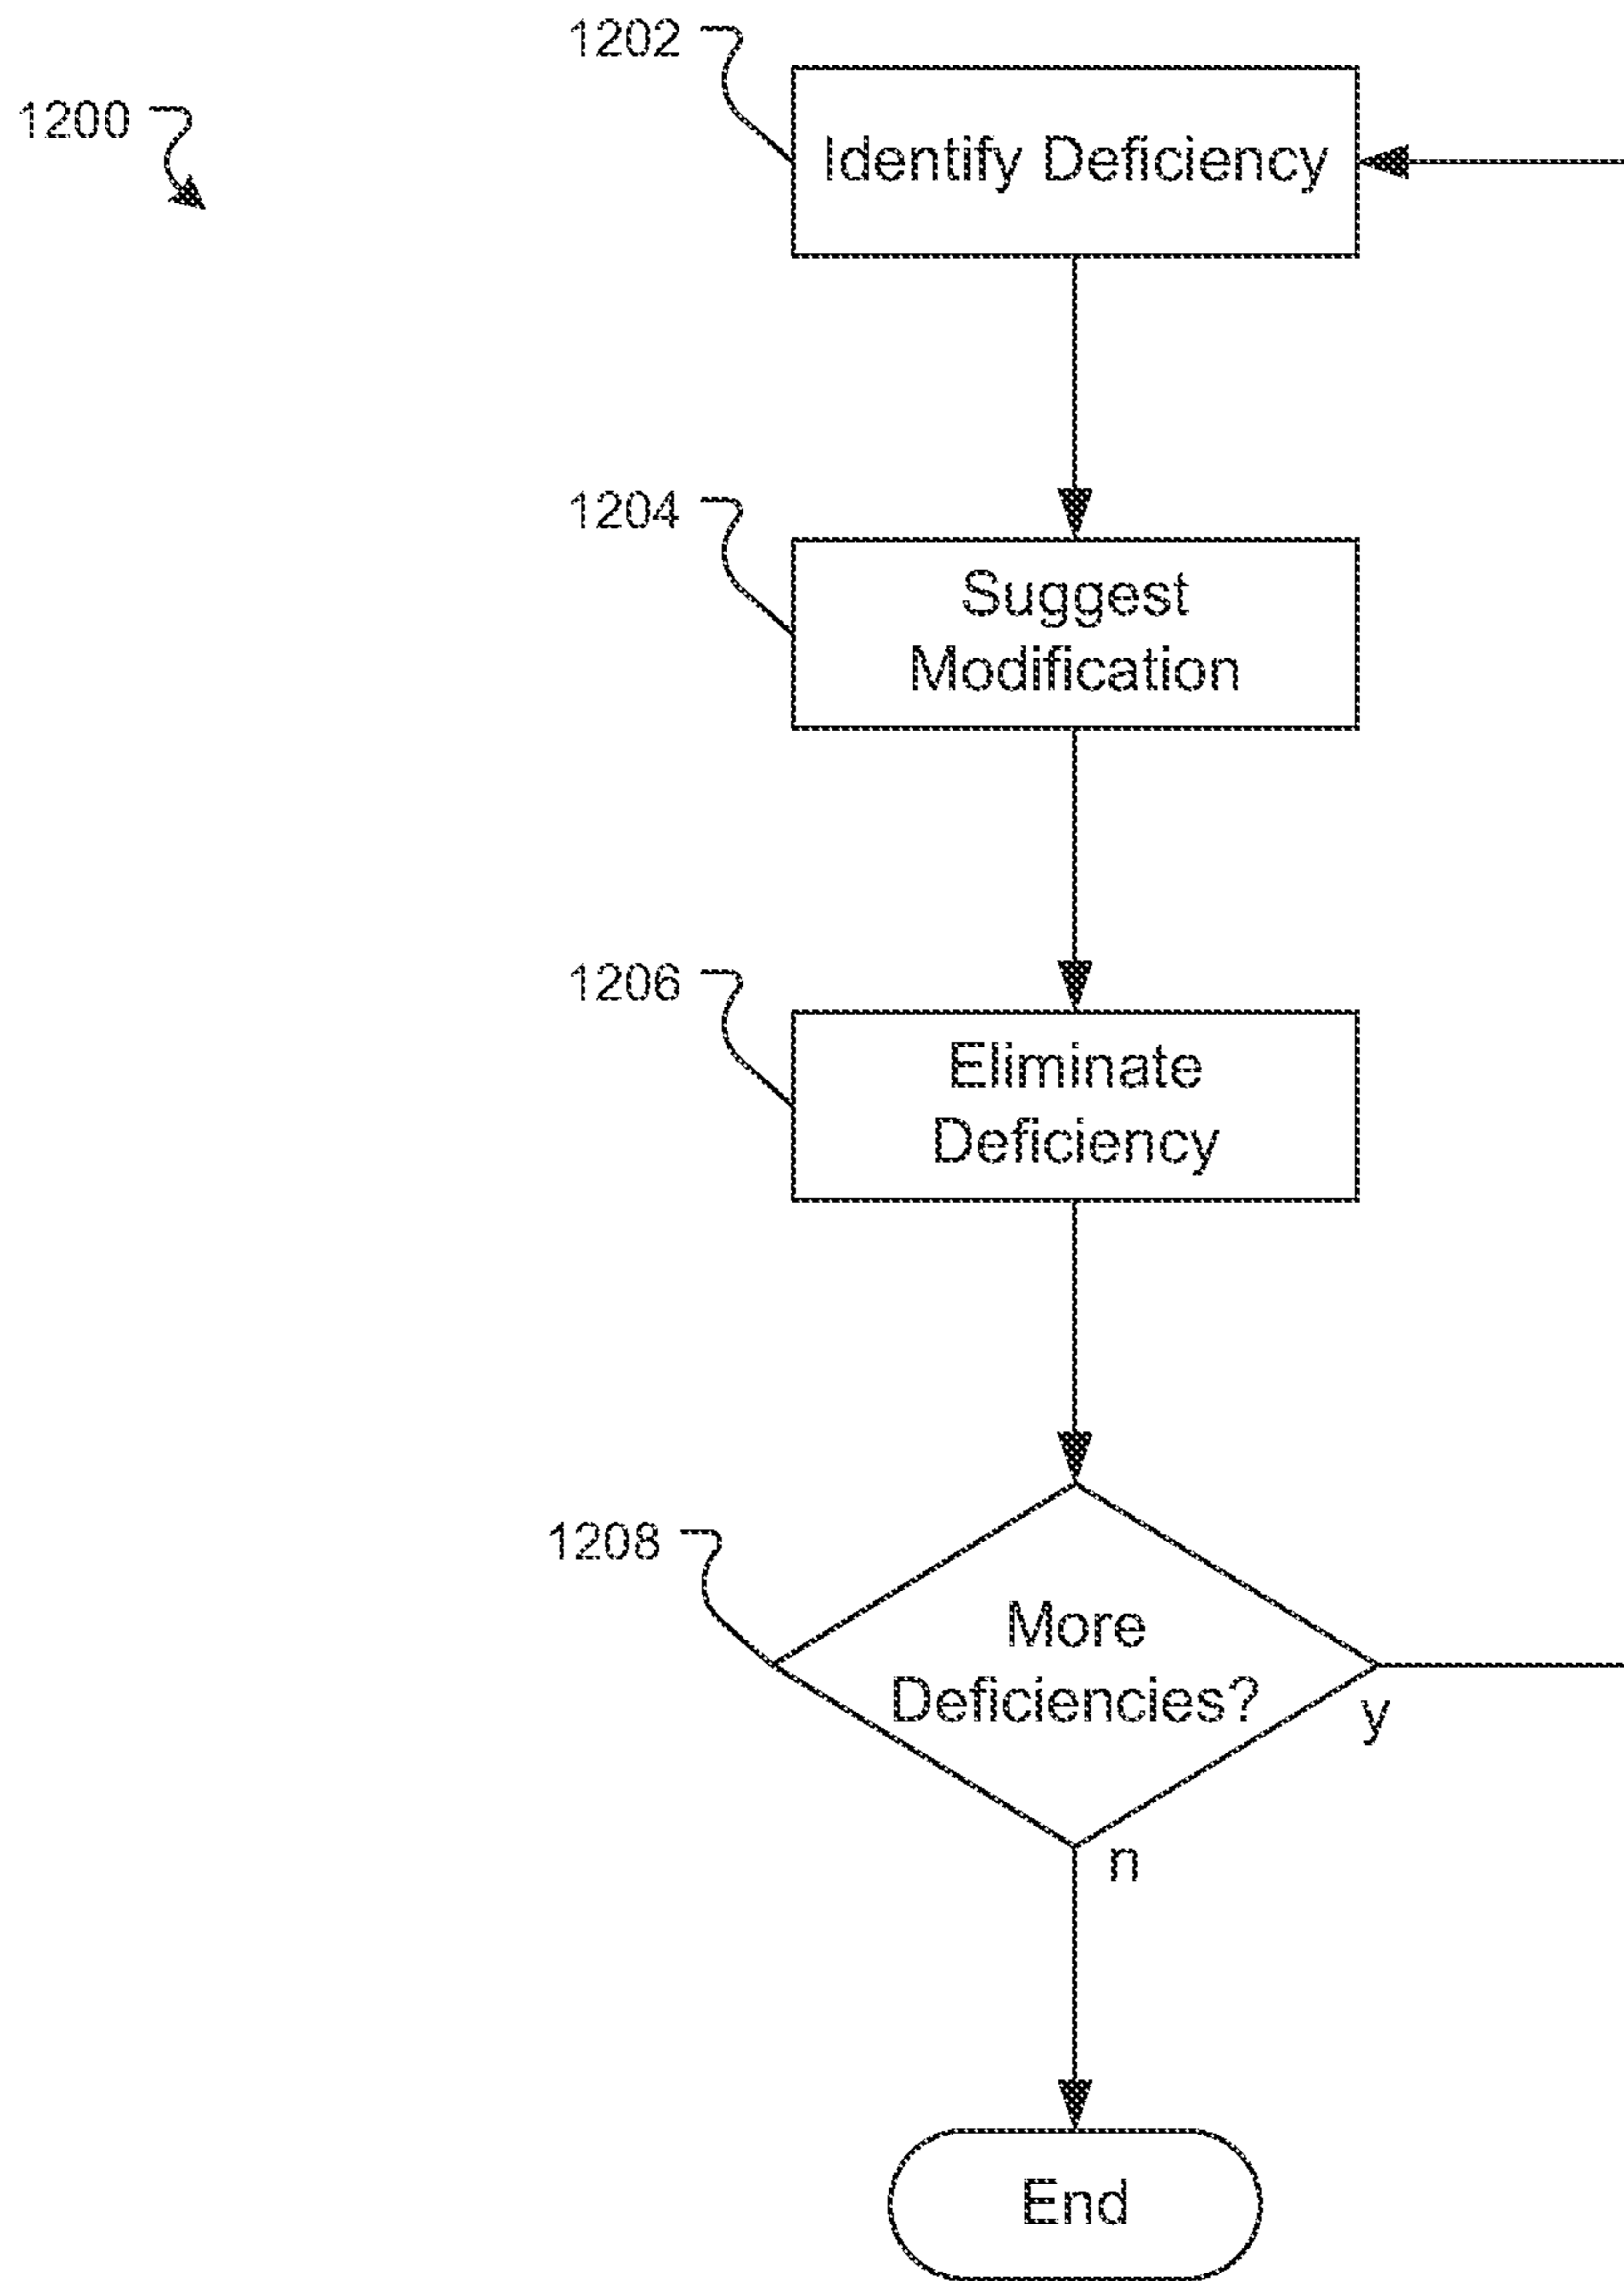 1202
1200
Identify Deficiency
1204
Suggest
Modification
1206
Eliminate
Deficiency
1208
More
Deficiencies?
y
n
End